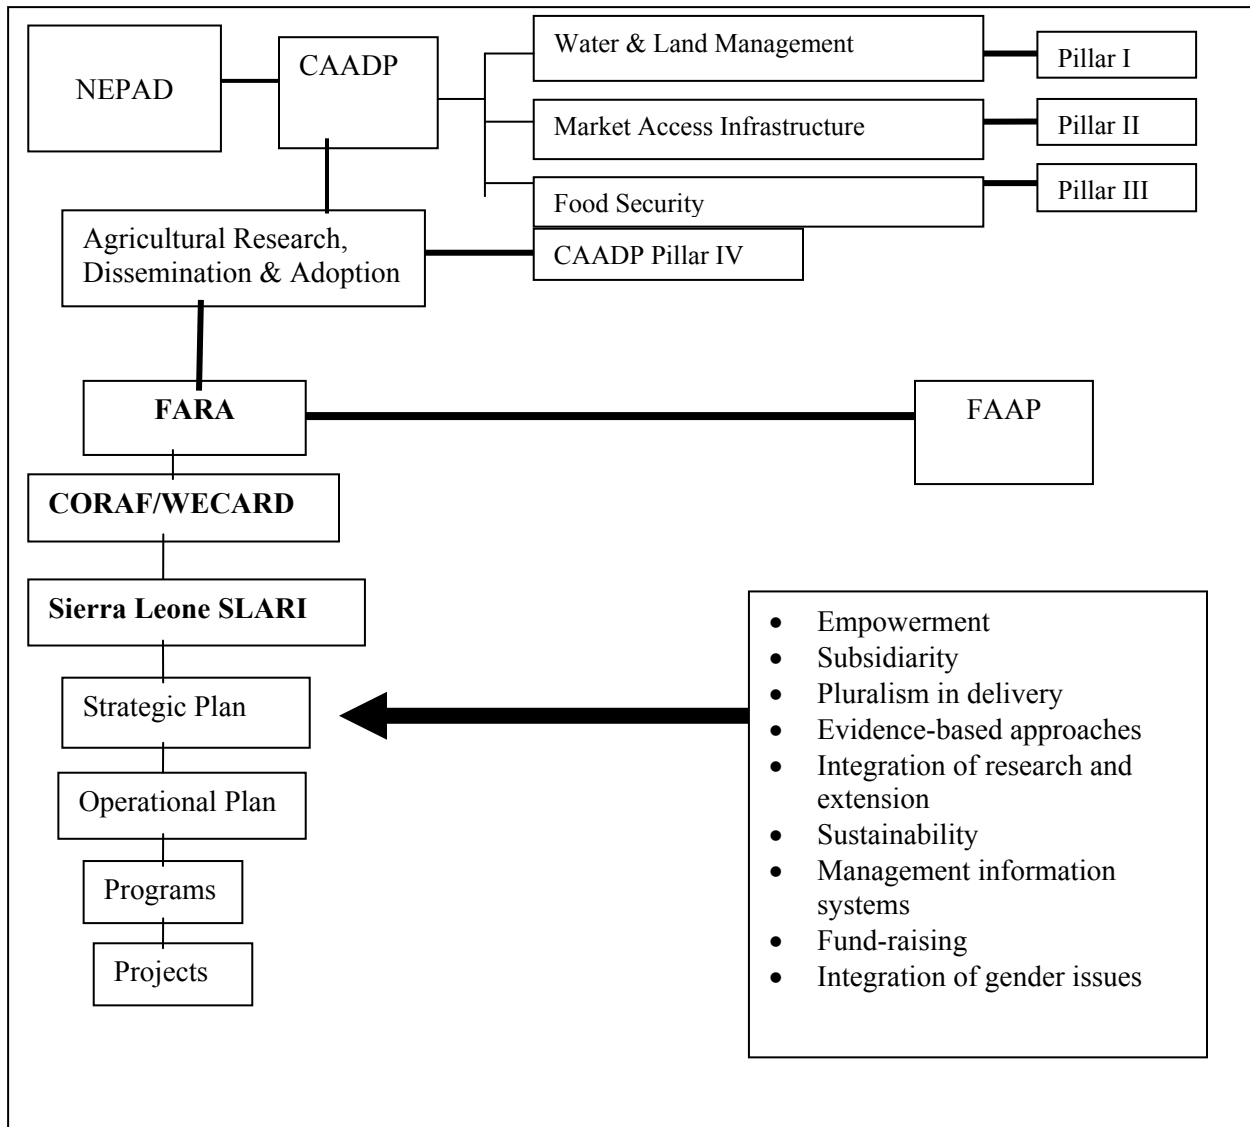 NEPAD
CAADP
Water & Land Management
Pillar I
Market Access Infrastructure
Pillar II
Food Security
Pillar III
Agricultural Research,
Dissemination & Adoption
CAADP Pillar IV
FARA
FAAP
CORAF/WECARD
Sierra Leone SLARI
Strategic Plan
Operational Plan
Programs
Projects
• Empowerment
• Subsidiarity
• Pluralism in delivery
• Evidence-based approaches
• Integration of research and
extension
• Sustainability
• Management information
systems
• Fund-raising
• Integration of gender issues